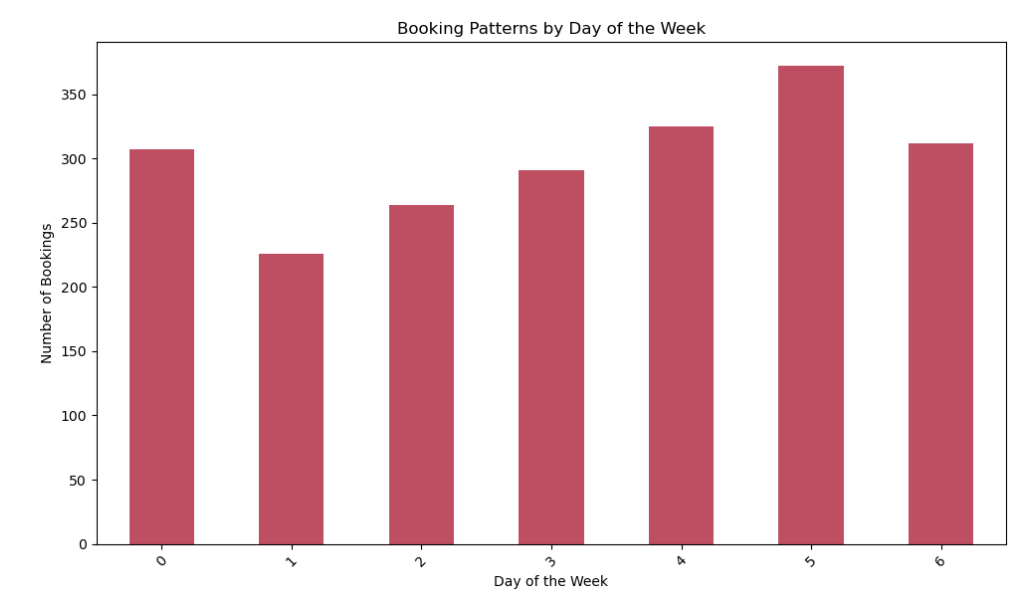 Booking Patterns by Day of the Week
350
300
250
200
150
100
50
0
Number of Bookings
0 1 2 3 4 5 6
Day of the Week